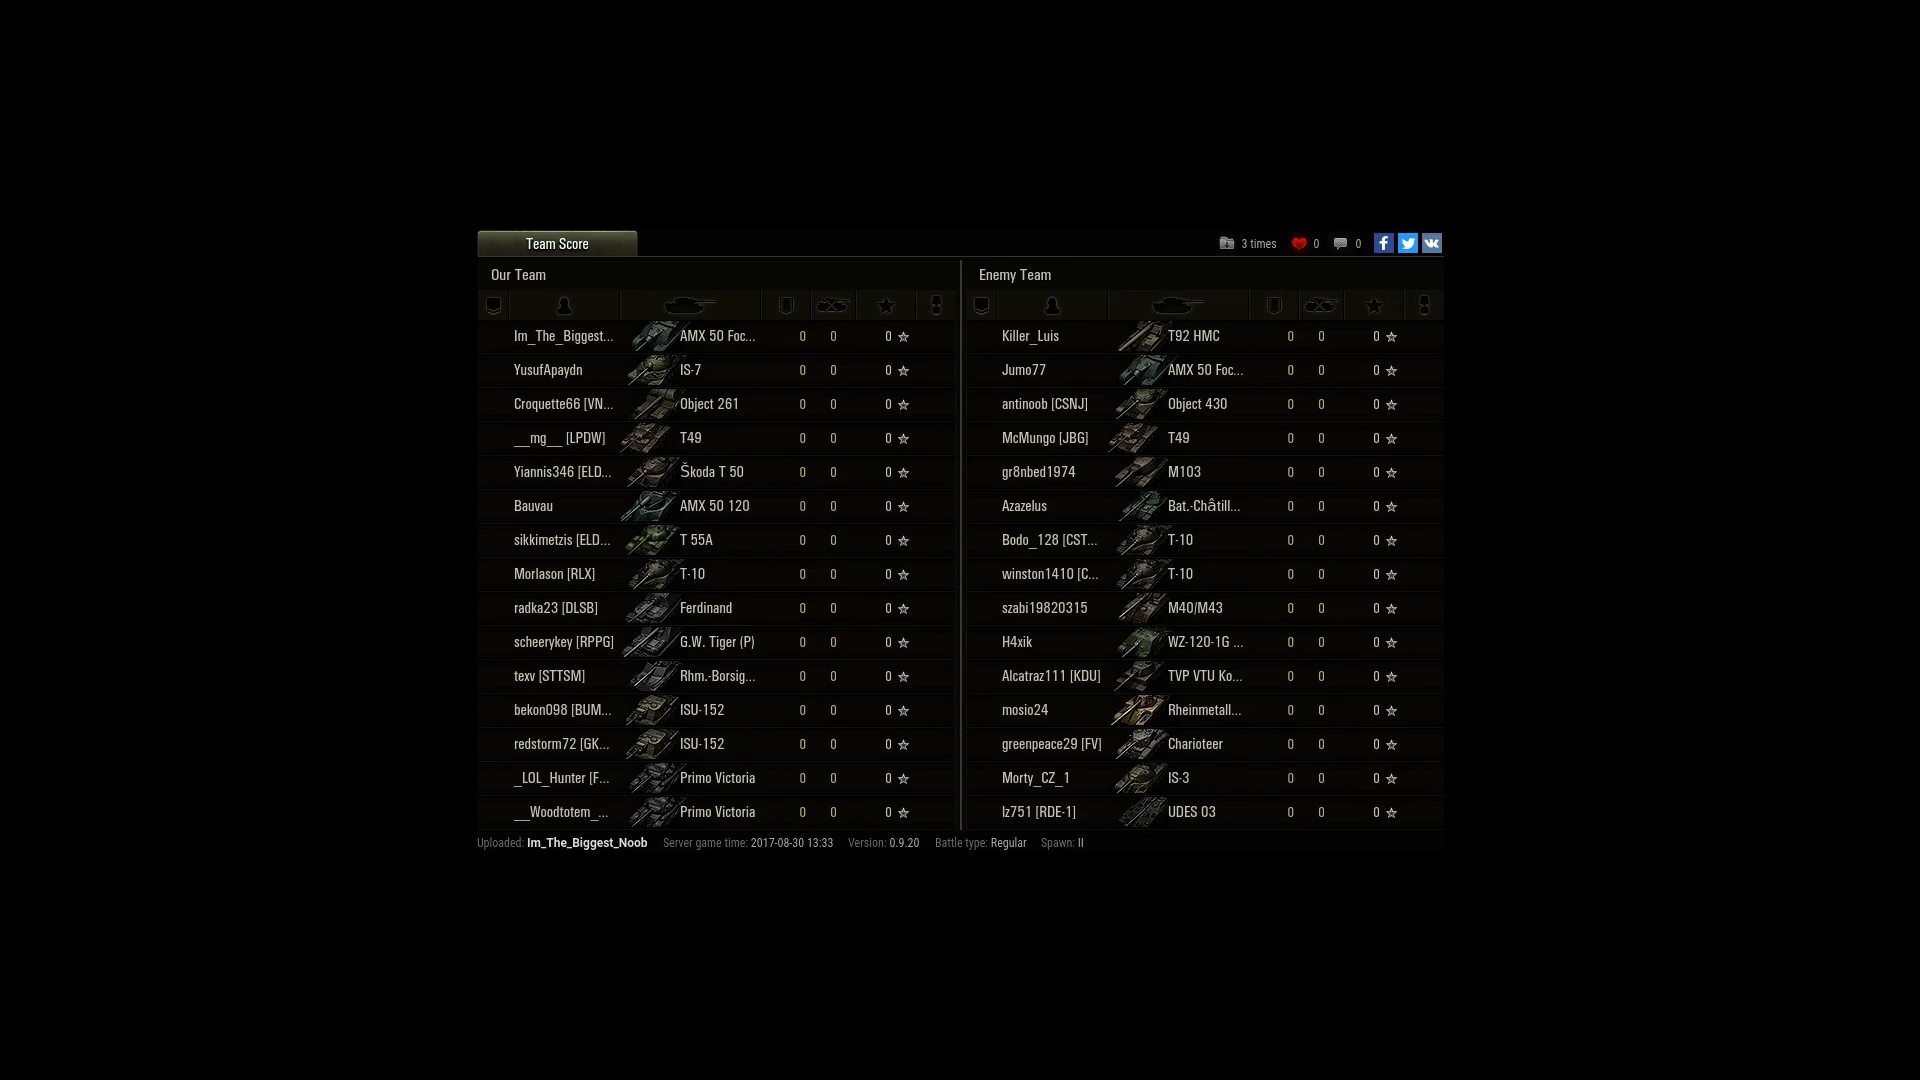 Team Score 3 times 0 0
Our Team Enemy Team
Im_The_Biggest... AMX 50 Foc... 0 0 0 Killer_Luis T92 HMC 0 0 0
YusufApaydn IS-7 0 0 0 Jumo77 AMX 50 Foc... 0 0 0
Croquette66 [VN... Object 261 0 0 0 antinoob [CSNJ] Object 430 0 0 0
__mg__ [LPDW] T49 0 0 0 McMungo [JBG] T49 0 0 0
Yiannis346 [ELD... Škoda T 50 0 0 0 gr8nbed1974 M103 0 0 0
Bauvau AMX 50 120 0 0 0 Azazelus Bat.-Châtill... 0 0 0
sikkimetzis [ELD... T 55A 0 0 0 Bodo_128 [CST... T-10 0 0 0
Morlason [RLX] T-10 0 0 0 winston1410 [C... T-10 0 0 0
radka23 [DLSB] Ferdinand 0 0 0 szabi19820315 M40/M43 0 0 0
scheerykey [RPPG] G.W. Tiger (P) 0 0 0 H4xik WZ-120-1G ... 0 0 0
texv [STTSM] Rhm.-Borsig... 0 0 0 Alcatraz111 [KDU] TVP VTU Ko... 0 0 0
bekon098 [BUM... ISU-152 0 0 0 mosio24 Rheinmetall... 0 0 0
redstorm72 [GK... ISU-152 0 0 0 greenpeace29 [FV] Charioteer 0 0 0
_LOL_Hunter [F... Primo Victoria 0 0 0 Morty_CZ_1 IS-3 0 0 0
__Woodtotem_... Primo Victoria 0 0 0 lz751 [RDE-1] UDES 03 0 0 0
Uploaded: Im_The_Biggest_Noob Server game time: 2017-08-30 13:33 Version: 0.9.20 Battle type: Regular Spawn: II